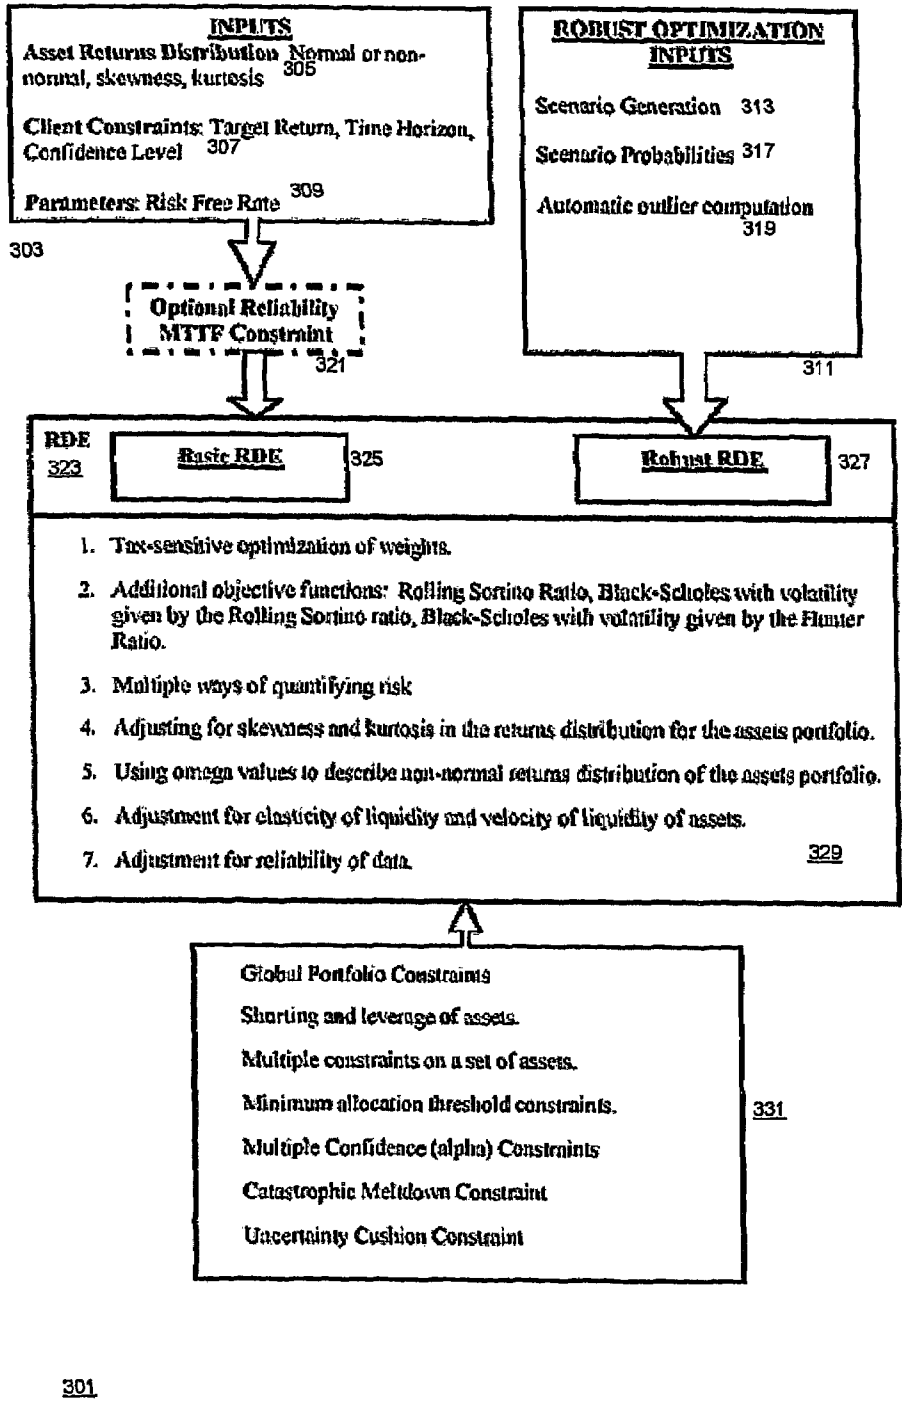 INPUTS
Asset Returns Distribution Normal or non-
normal, skewness, kurtosis 305
Client Constraints: Target Return, Time Horizon,
Confidence Level 307
Parameters: Risk Free Rate 309
303
ROBUST OPTIMIZATION
INPUTS
Scenario Generation 313
Scenario Probabilities 317
Automatic outlier computation
319
311
Optional Reliability
MTTF Constraint
321
RDE
323
Basic RDE
325
Robust RDE
327
1. Tax-sensitive optimization of weights.
2. Additional objective functions: Rolling Sortino Ratio, Black-Scholes with volatility
given by the Rolling Sortino ratio, Black-Scholes with volatility given by the Hunter
Ratio.
3. Multiple ways of quantifying risk
4. Adjusting for skewness and kurtosis in the returns distribution for the assets portfolio.
5. Using omega values to describe non-normal returns distribution of the assets portfolio.
6. Adjustment for elasticity of liquidity and velocity of liquidity of assets.
7. Adjustment for reliability of data.
329
Global Portfolio Constraints
Shorting and leverage of assets.
Multiple constraints on a set of assets.
Minimum allocation threshold constraints.
Multiple Confidence (alpha) Constraints
Catastrophic Meltdown Constraint
Uncertainty Cushion Constraint
331
301